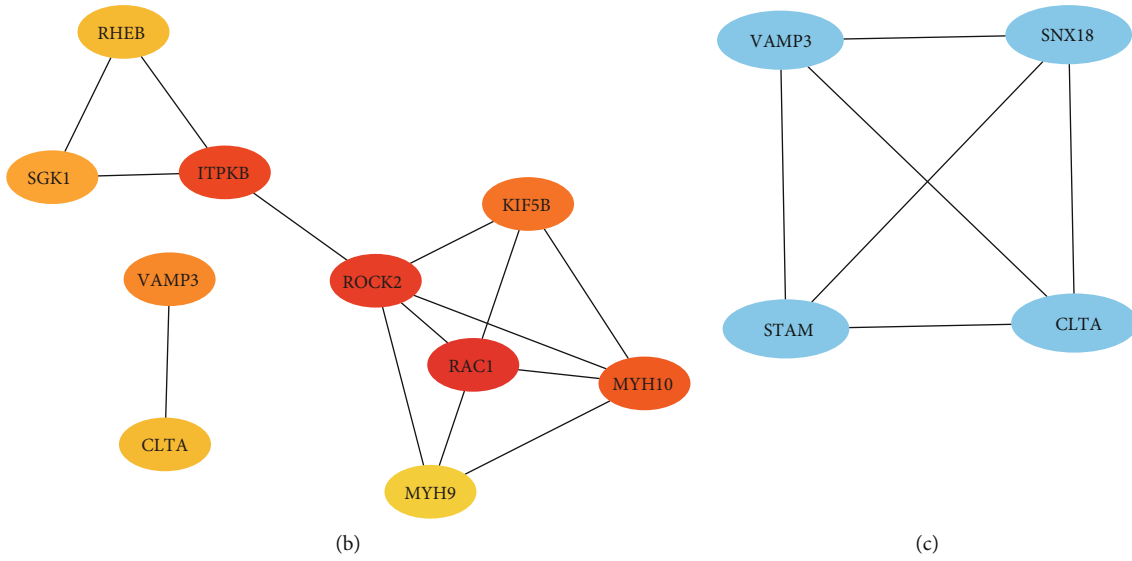 RHEB
SGK1
ITPKB
KIF5B
VAMP3
ROCK2
RAC1
MYH10
CLTA
MYH9
(b)
VAMP3
SNX18
STAM
CLTA
(c)